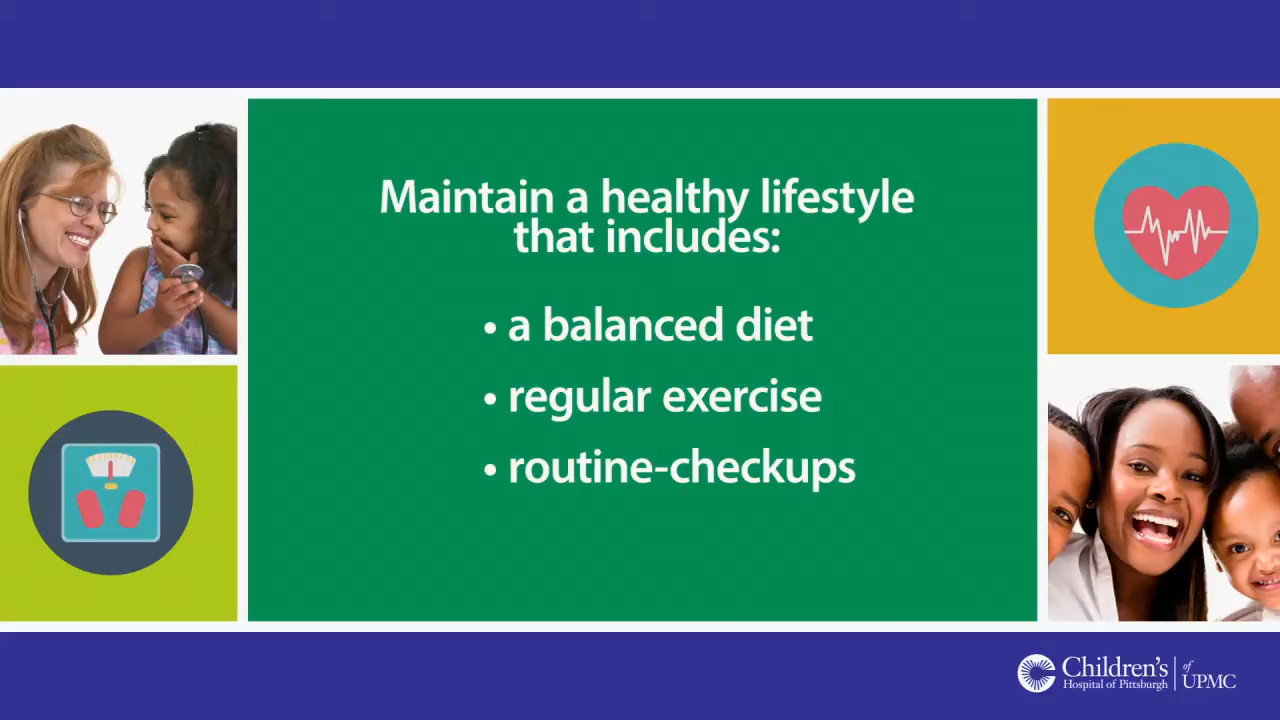 Maintain a healthy lifestyle
that includes:
• a balanced diet
• regular exercise
• routine-checkups
Children's
Hospital of Pittsburgh
of
UPMC